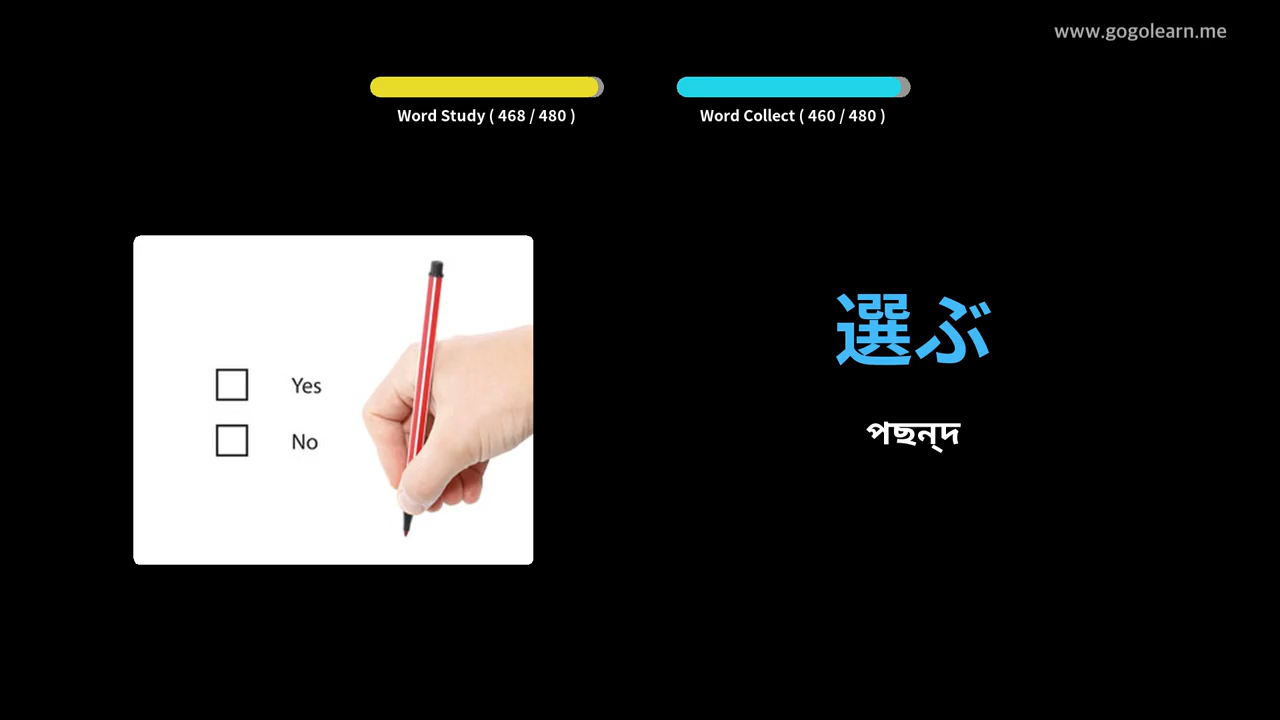 www.gogolearn.me
Word Study ( 468 / 480 )
Word Collect ( 460 / 480 )
Yes
No
選ぶ
পছন্দ